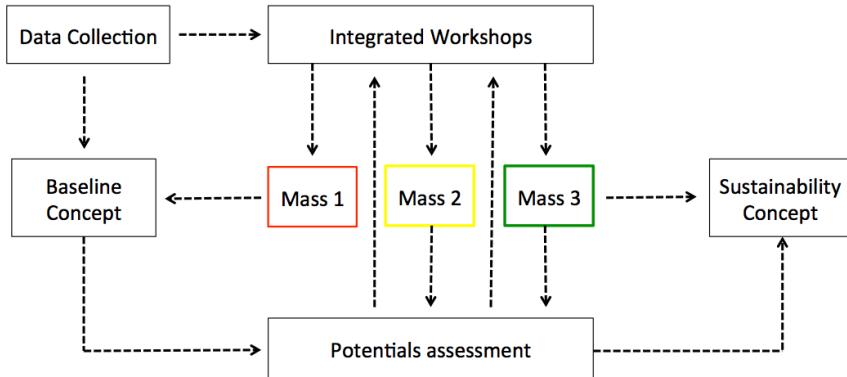 Data Collection
Integrated Workshops
Baseline
Concept
Mass 1
Mass 2
Mass 3
Sustainability
Concept
Potentials assessment